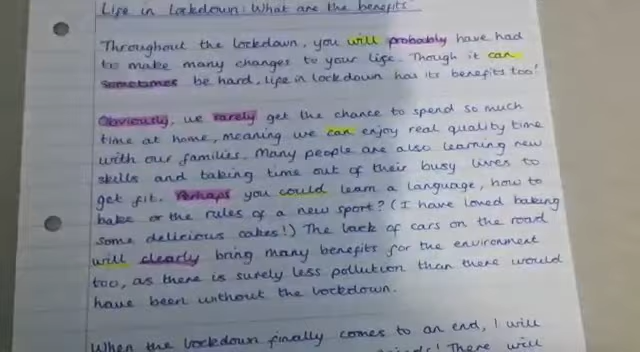 Life in lockdown: What are the benefits
Throughout the lockdown, you will probably have had
to make many changes to your life. Though it can
sometimes be hard, life in lockdown has its benefits too!
Obviously, we rarely get the chance to spend so much
time at home, meaning we can enjoy real quality time
with our families. Many people are also learning new
skills and taking time out of their busy lives to
get fit. Perhaps you could learn a language, how to
bake or the rules of a new sport? (I have loved baking
some delicious cakes!) The lack of cars on the road
will clearly bring many benefits for the environment
too, as there is surely less pollution than there would
have been without the lockdown.
When the lockdown finally comes to an end, I will
There will